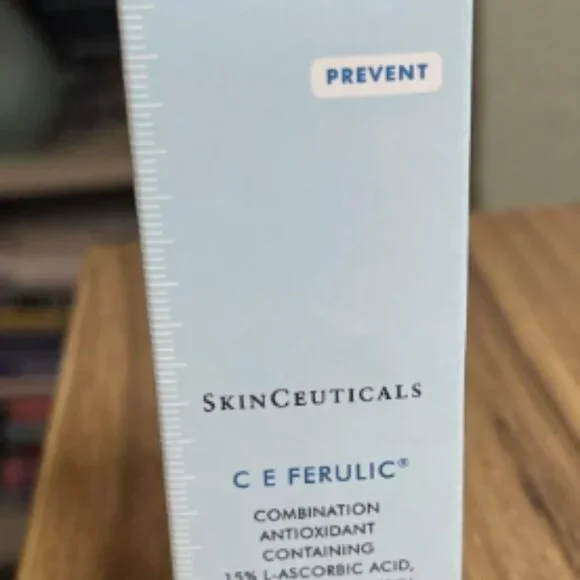 PREVENT
SKINCEUTICALS
C E FERULIC®
COMBINATION
ANTIOXIDANT
CONTAINING
15% L-ASCORBIC ACID,